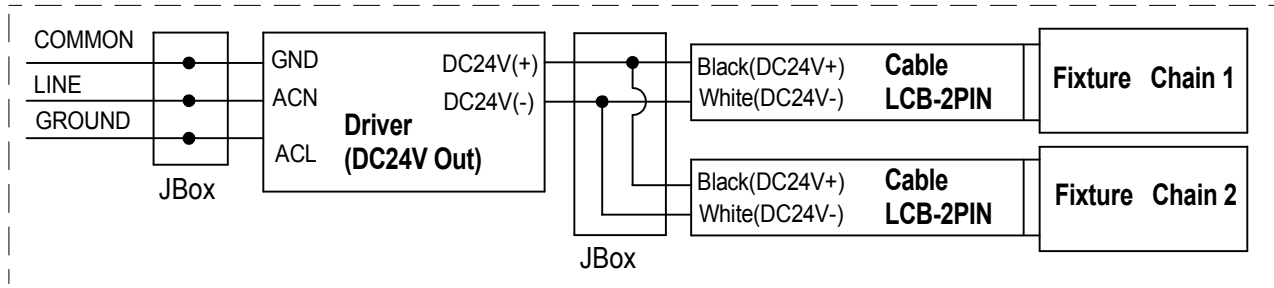 COMMON
LINE
GROUND
JBox
GND
ACN
ACL
Driver
(DC24V Out)
DC24V(+)
DC24V(-)
JBox
Black(DC24V+)
White(DC24V-)
Cable
LCB-2PIN
Fixture Chain 1
Black(DC24V+)
White(DC24V-)
Cable
LCB-2PIN
Fixture Chain 2